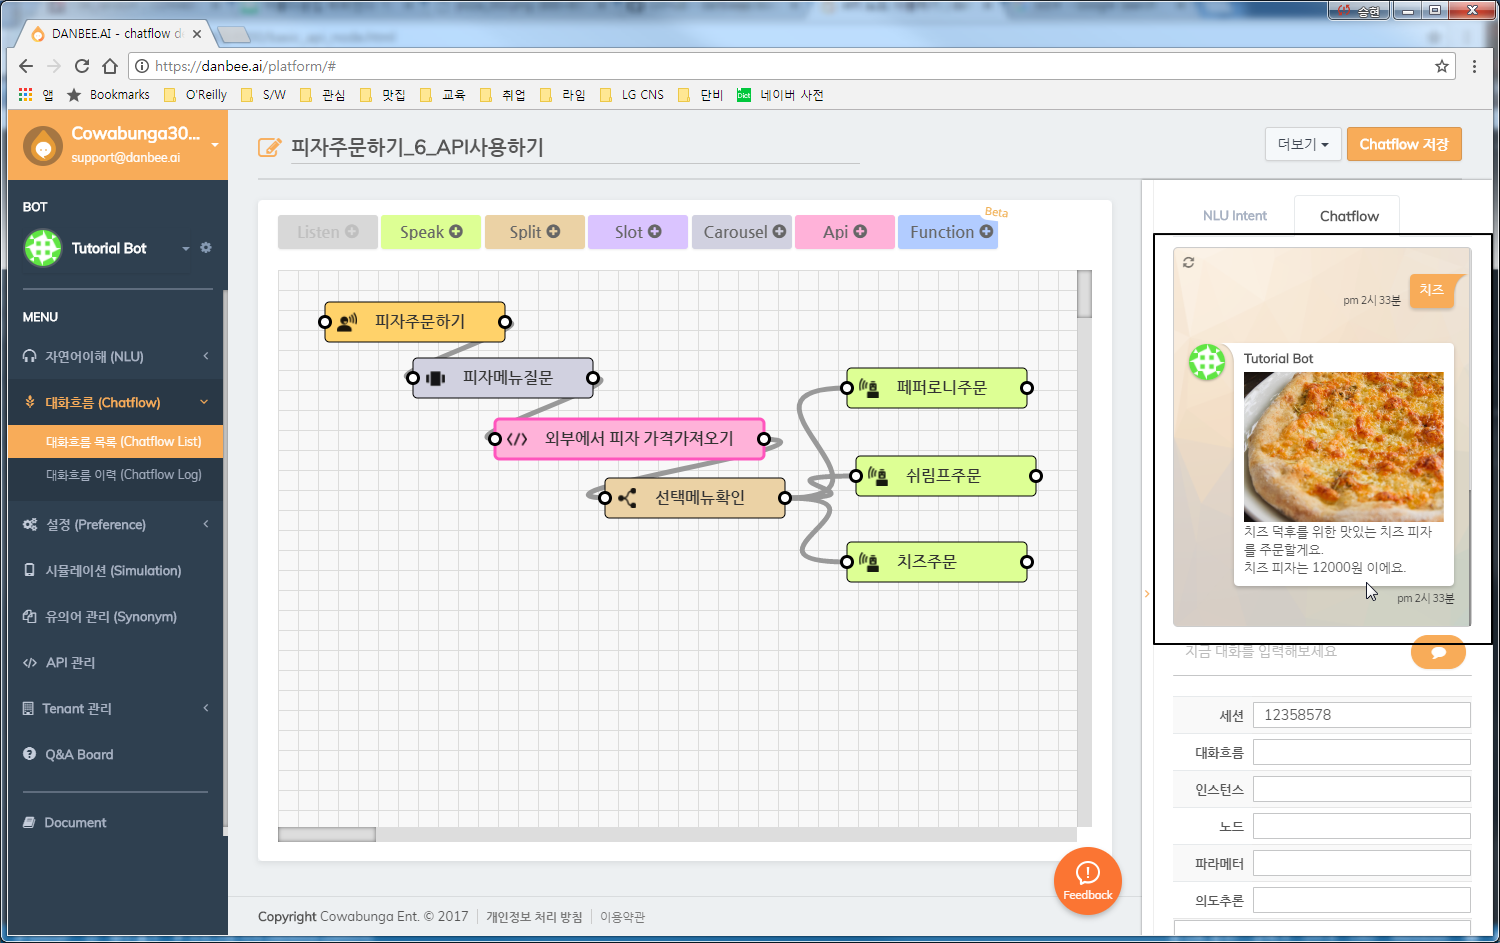 승현
DANBEE.AI - chatflow de
https://danbee.ai/platform/#
앱 Bookmarks O'Reilly S/W 관심 맛집 교육 취업 라임 LG CNS 단비 네이버 사전
Cowabunga30...
support@danbee.ai
BOT
Tutorial Bot
MENU
자연어이해 (NLU)
대화흐름 (Chatflow)
대화흐름 목록 (Chatflow List)
대화흐름 이력 (Chatflow Log)
설정 (Preference)
시뮬레이션 (Simulation)
유의어 관리 (Synonym)
API 관리
Tenant 관리
Q&A Board
Document
피자주문하기_6_API사용하기
더보기
Chatflow 저장
Beta
Listen Speak Split Slot Carousel Api Function
피자주문하기
피자메뉴질문
외부에서 피자 가격가져오기
선택메뉴확인
페퍼로니주문
쉬림프주문
치즈주문
Feedback
Copyright Cowabunga Ent. © 2017 개인정보 처리 방침 이용약관
NLU Intent Chatflow
치즈
pm 2시 33분
Tutorial Bot
치즈 덕후를 위한 맛있는 치즈 피자
를 주문할게요.
치즈 피자는 12000원 이에요.
pm 2시 33분
지금 대화를 입력해보세요
세션 12358578
대화흐름
인스턴스
노드
파라메터
의도추론